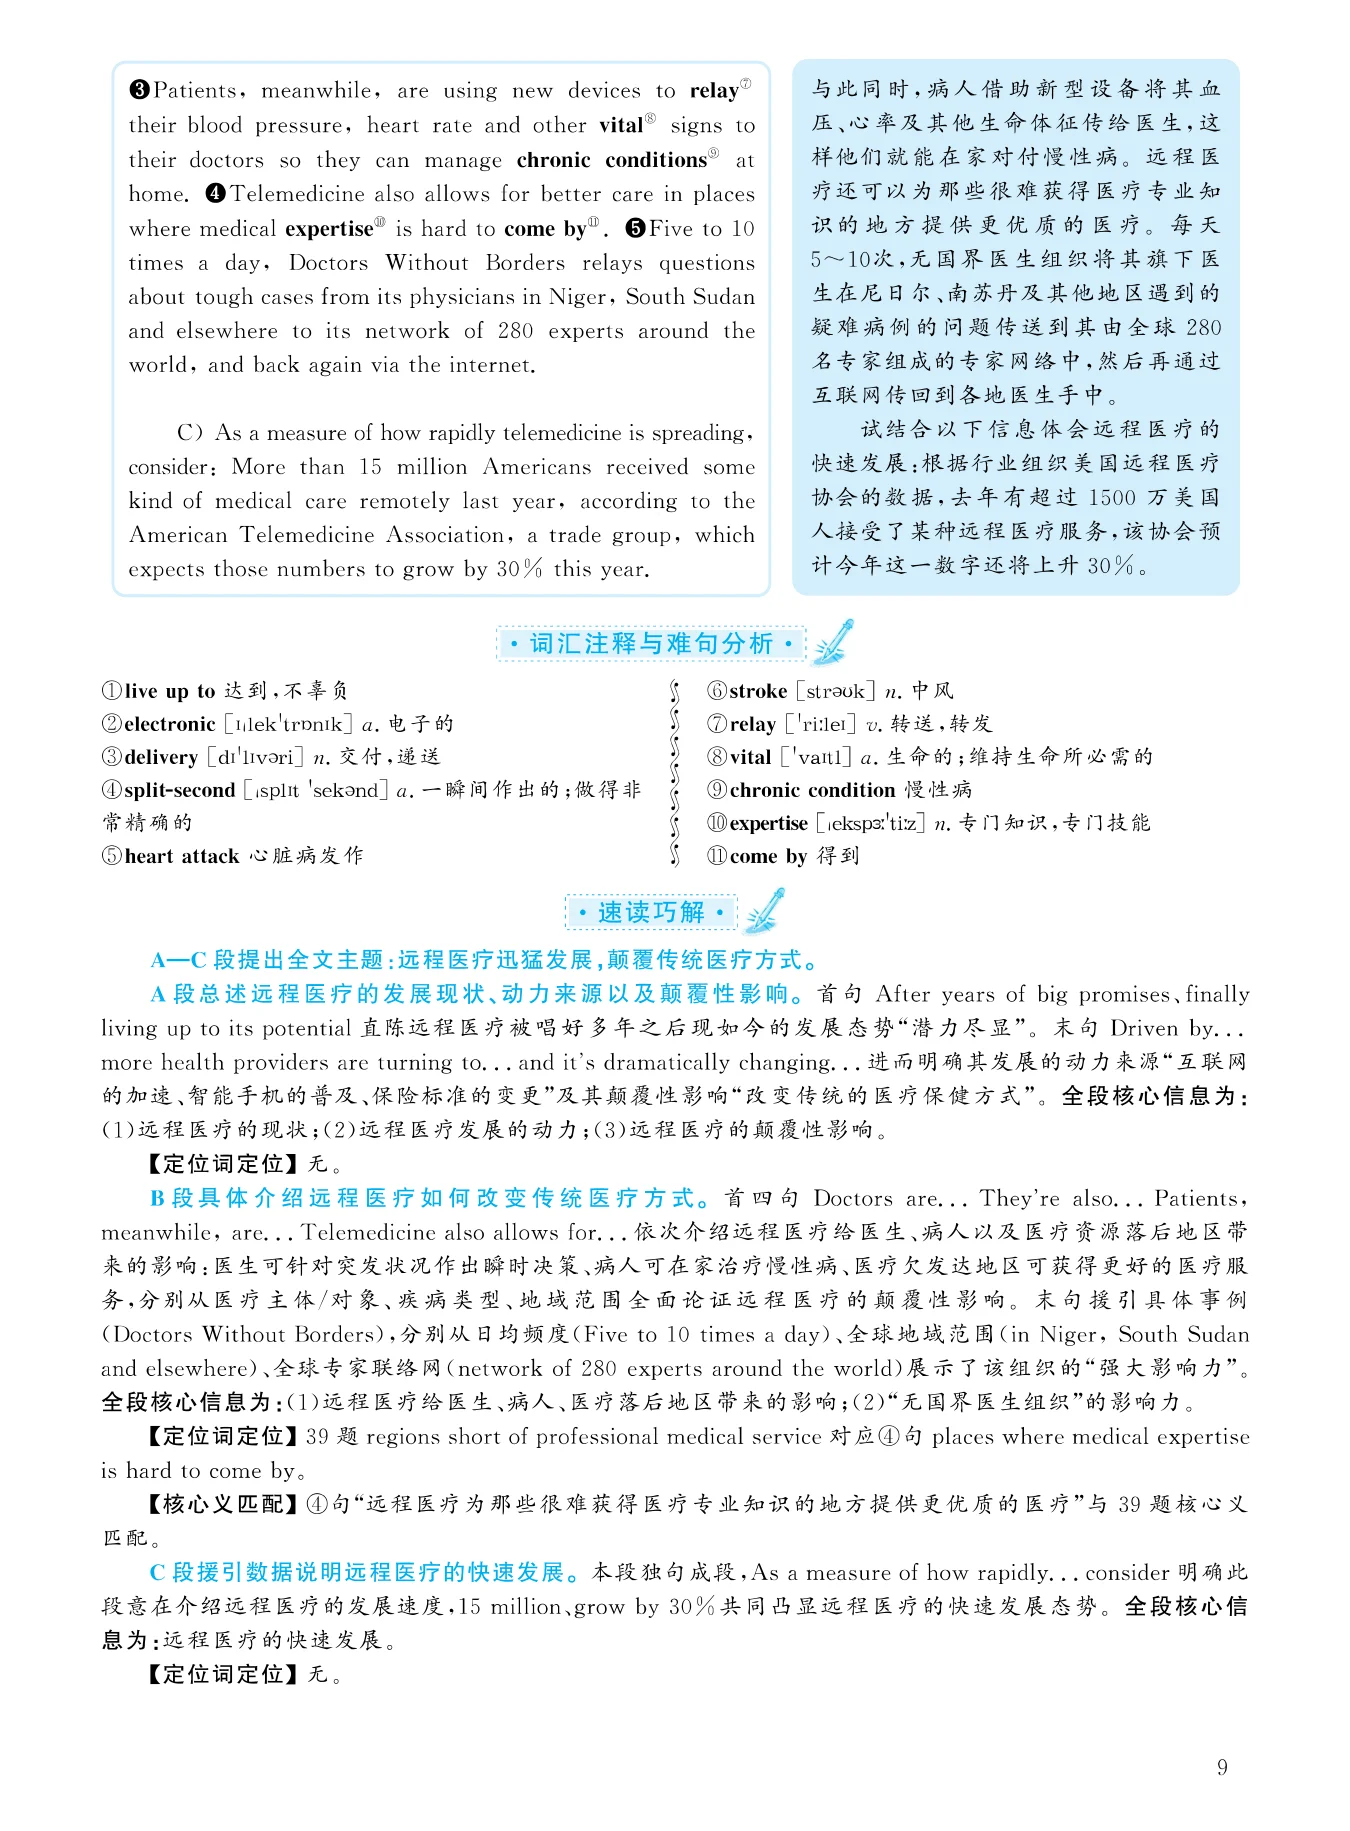 ❸Patients, meanwhile, are using new devices to relay⑦
their blood pressure, heart rate and other vital⑧ signs to
their doctors so they can manage chronic conditions⑨ at
home. ❹Telemedicine also allows for better care in places
where medical expertise⑩ is hard to come by⑪. ❺Five to 10
times a day, Doctors Without Borders relays questions
about tough cases from its physicians in Niger, South Sudan
and elsewhere to its network of 280 experts around the
world, and back again via the internet.
C) As a measure of how rapidly telemedicine is spreading,
consider: More than 15 million Americans received some
kind of medical care remotely last year, according to the
American Telemedicine Association, a trade group, which
expects those numbers to grow by 30% this year.
与此同时,病人借助新型设备将其血
压、心率及其他生命体征传给医生,这
样他们就能在家对付慢性病。远程医
疗还可以为那些很难获得医疗专业知
识的地方提供更优质的医疗。每天
5～10次,无国界医生组织将其旗下医
生在尼日尔、南苏丹及其他地区遇到的
疑难病例的问题传送到其由全球 280
名专家组成的专家网络中,然后再通过
互联网传回到各地医生手中。
试结合以下信息体会远程医疗的
快速发展:根据行业组织美国远程医疗
协会的数据,去年有超过 1500 万美国
人接受了某种远程医疗服务,该协会预
计今年这一数字还将上升 30%。
·词汇注释与难句分析·
①live up to 达到,不辜负
②electronic [ɪˌlekˈtrɒnɪk] a. 电子的
③delivery [dɪˈlɪvəri] n. 交付,递送
④split-second [ˌsplɪt ˈsekənd] a. 一瞬间作出的;做得非
常精确的
⑤heart attack 心脏病发作
⑥stroke [strəʊk] n. 中风
⑦relay [ˈriːleɪ] v. 转送,转发
⑧vital [ˈvaɪtl] a. 生命的;维持生命所必需的
⑨chronic condition 慢性病
⑩expertise [ˌekspɜːˈtiːz] n. 专门知识,专门技能
⑪come by 得到
·速读巧解·
A—C 段提出全文主题:远程医疗迅猛发展,颠覆传统医疗方式。
A 段总述远程医疗的发展现状、动力来源以及颠覆性影响。首句 After years of big promises、finally
living up to its potential 直陈远程医疗被唱好多年之后现如今的发展态势“潜力尽显”。末句 Driven by...
more health providers are turning to... and it's dramatically changing... 进而明确其发展的动力来源“互联网
的加速、智能手机的普及、保险标准的变更”及其颠覆性影响“改变传统的医疗保健方式”。全段核心信息为:
(1)远程医疗的现状;(2)远程医疗发展的动力;(3)远程医疗的颠覆性影响。
【定位词定位】无。
B 段具体介绍远程医疗如何改变传统医疗方式。首四句 Doctors are... They're also... Patients,
meanwhile, are... Telemedicine also allows for... 依次介绍远程医疗给医生、病人以及医疗资源落后地区带
来的影响:医生可针对突发状况作出瞬时决策、病人可在家治疗慢性病、医疗欠发达地区可获得更好的医疗服
务,分别从医疗主体/对象、疾病类型、地域范围全面论证远程医疗的颠覆性影响。末句援引具体事例
(Doctors Without Borders),分别从日均频度(Five to 10 times a day)、全球地域范围(in Niger, South Sudan
and elsewhere)、全球专家联络网(network of 280 experts around the world)展示了该组织的“强大影响力”。
全段核心信息为:(1)远程医疗给医生、病人、医疗落后地区带来的影响;(2)“无国界医生组织”的影响力。
【定位词定位】39 题 regions short of professional medical service 对应④句 places where medical expertise
is hard to come by。
【核心义匹配】④句“远程医疗为那些很难获得医疗专业知识的地方提供更优质的医疗”与 39 题核心义
匹配。
C 段援引数据说明远程医疗的快速发展。本段独句成段,As a measure of how rapidly... consider 明确此
段意在介绍远程医疗的发展速度,15 million、grow by 30%共同凸显远程医疗的快速发展态势。全段核心信
息为:远程医疗的快速发展。
【定位词定位】无。
9